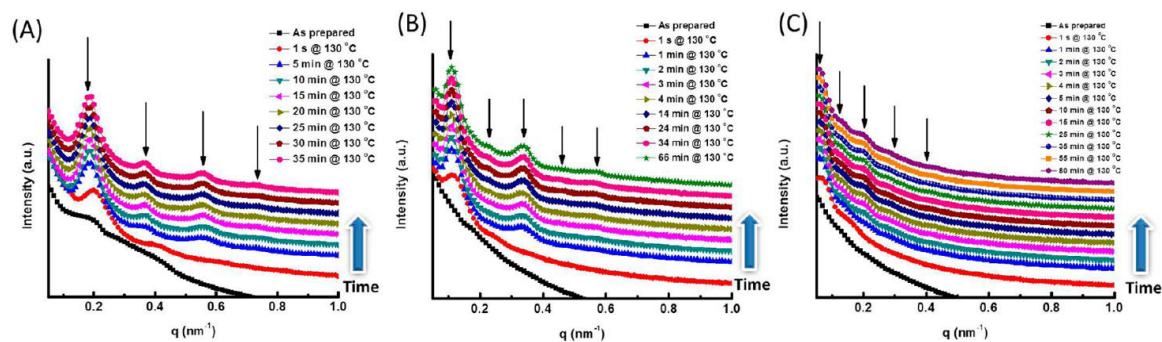 (A)
As prepared
1 s @ 130 °C
5 min @ 130 °C
10 min @ 130 °C
15 min @ 130 °C
20 min @ 130 °C
25 min @ 130 °C
30 min @ 130 °C
35 min @ 130 °C
Intensity (a.u.)
Time
0.2 0.4 0.6 0.8 1.0
q (nm⁻¹)
(B)
As prepared
1 s @ 130 °C
1 min @ 130 °C
2 min @ 130 °C
3 min @ 130 °C
4 min @ 130 °C
14 min @ 130 °C
24 min @ 130 °C
34 min @ 130 °C
66 min @ 130 °C
Intensity (a.u.)
Time
0.2 0.4 0.6 0.8 1.0
q (nm⁻¹)
(C)
As prepared
1 s @ 130 °C
1 min @ 130 °C
2 min @ 130 °C
3 min @ 130 °C
4 min @ 130 °C
5 min @ 130 °C
10 min @ 130 °C
15 min @ 130 °C
25 min @ 130 °C
35 min @ 130 °C
55 min @ 130 °C
80 min @ 130 °C
Intensity (a.u.)
Time
0.2 0.4 0.6 0.8 1.0
q (nm⁻¹)